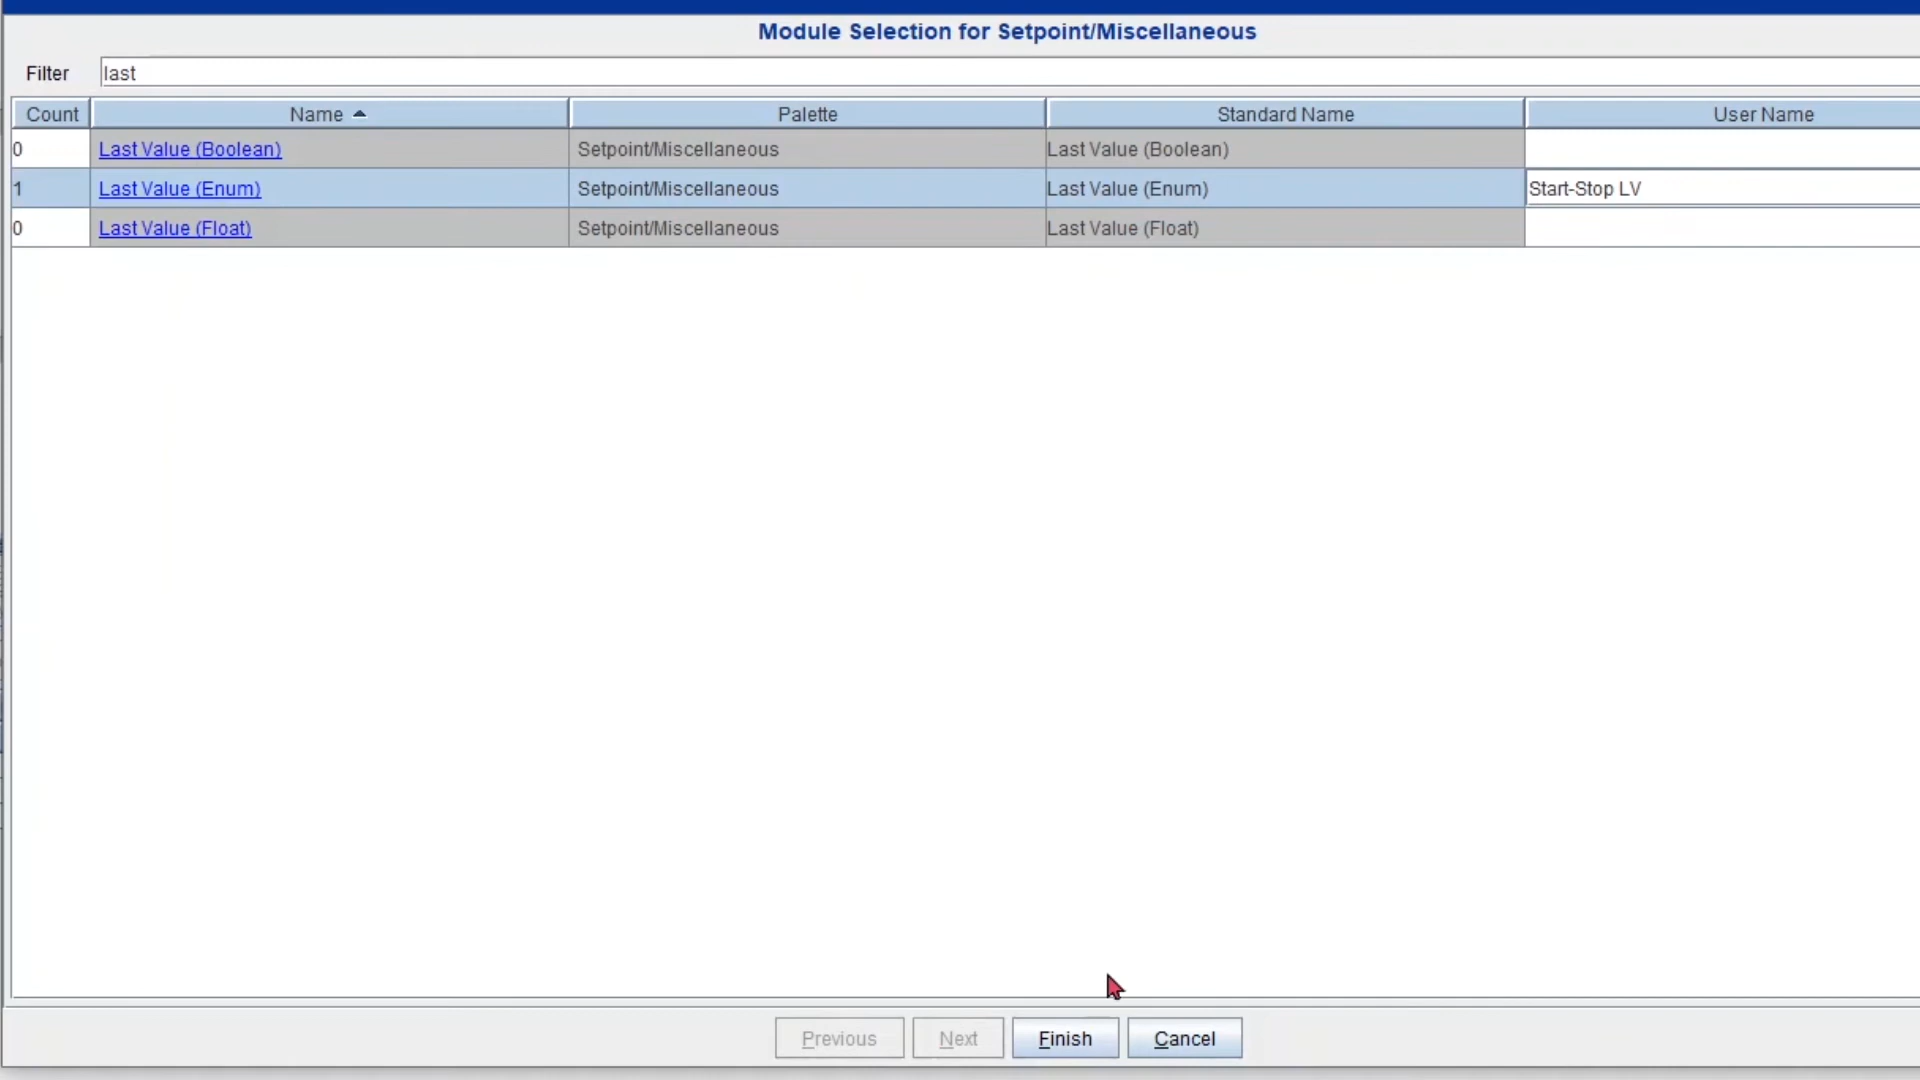 Module Selection for Setpoint/Miscellaneous
Filter last
Count Name Palette Standard Name User Name
0 Last Value (Boolean) Setpoint/Miscellaneous Last Value (Boolean)
1 Last Value (Enum) Setpoint/Miscellaneous Last Value (Enum) Start-Stop LV
0 Last Value (Float) Setpoint/Miscellaneous Last Value (Float)
Previous Next Finish Cancel